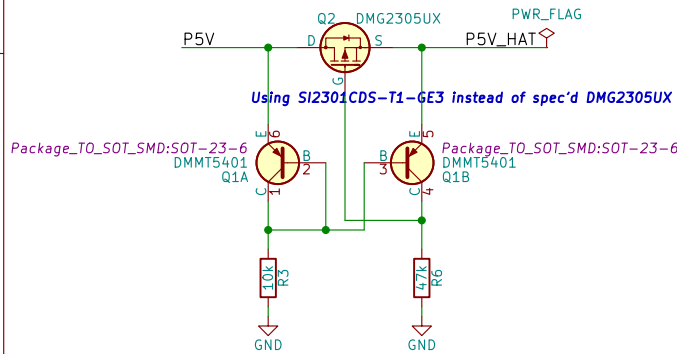 PWR_FLAG
Q2 DMG2305UX
P5V D S P5V_HAT
G
Using SI2301CDS-T1-GE3 instead of spec'd DMG2305UX
E 6 E 5
Package_TO_SOT_SMD:SOT-23-6 Package_TO_SOT_SMD:SOT-23-6
DMMT5401 B B DMMT5401
Q1A 2 3 Q1B
C 1 C 4
10k R3 47k R6
GND GND